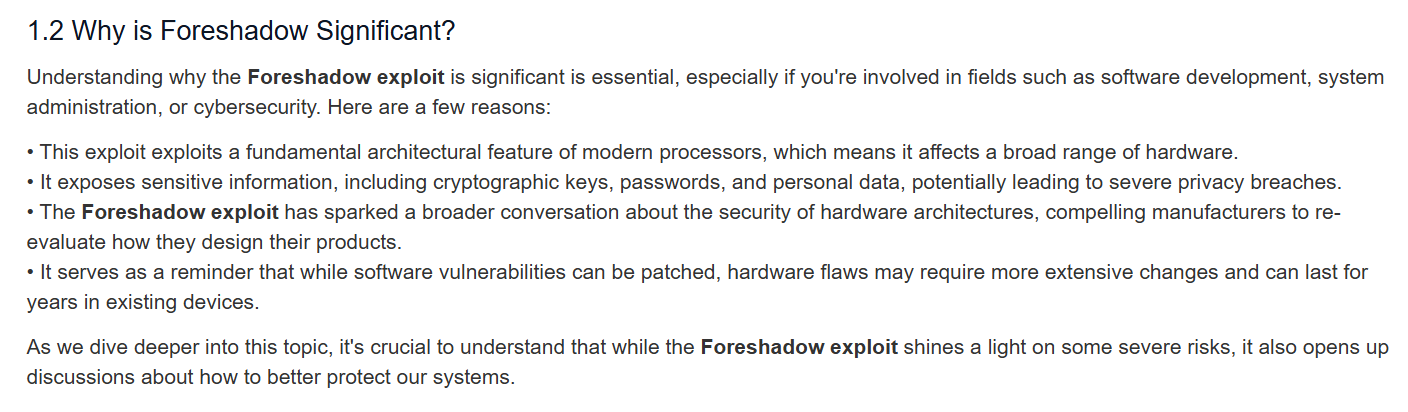 1.2 Why is Foreshadow Significant?
Understanding why the Foreshadow exploit is significant is essential, especially if you're involved in fields such as software development, system
administration, or cybersecurity. Here are a few reasons:
• This exploit exploits a fundamental architectural feature of modern processors, which means it affects a broad range of hardware.
• It exposes sensitive information, including cryptographic keys, passwords, and personal data, potentially leading to severe privacy breaches.
• The Foreshadow exploit has sparked a broader conversation about the security of hardware architectures, compelling manufacturers to re-
evaluate how they design their products.
• It serves as a reminder that while software vulnerabilities can be patched, hardware flaws may require more extensive changes and can last for
years in existing devices.
As we dive deeper into this topic, it's crucial to understand that while the Foreshadow exploit shines a light on some severe risks, it also opens up
discussions about how to better protect our systems.